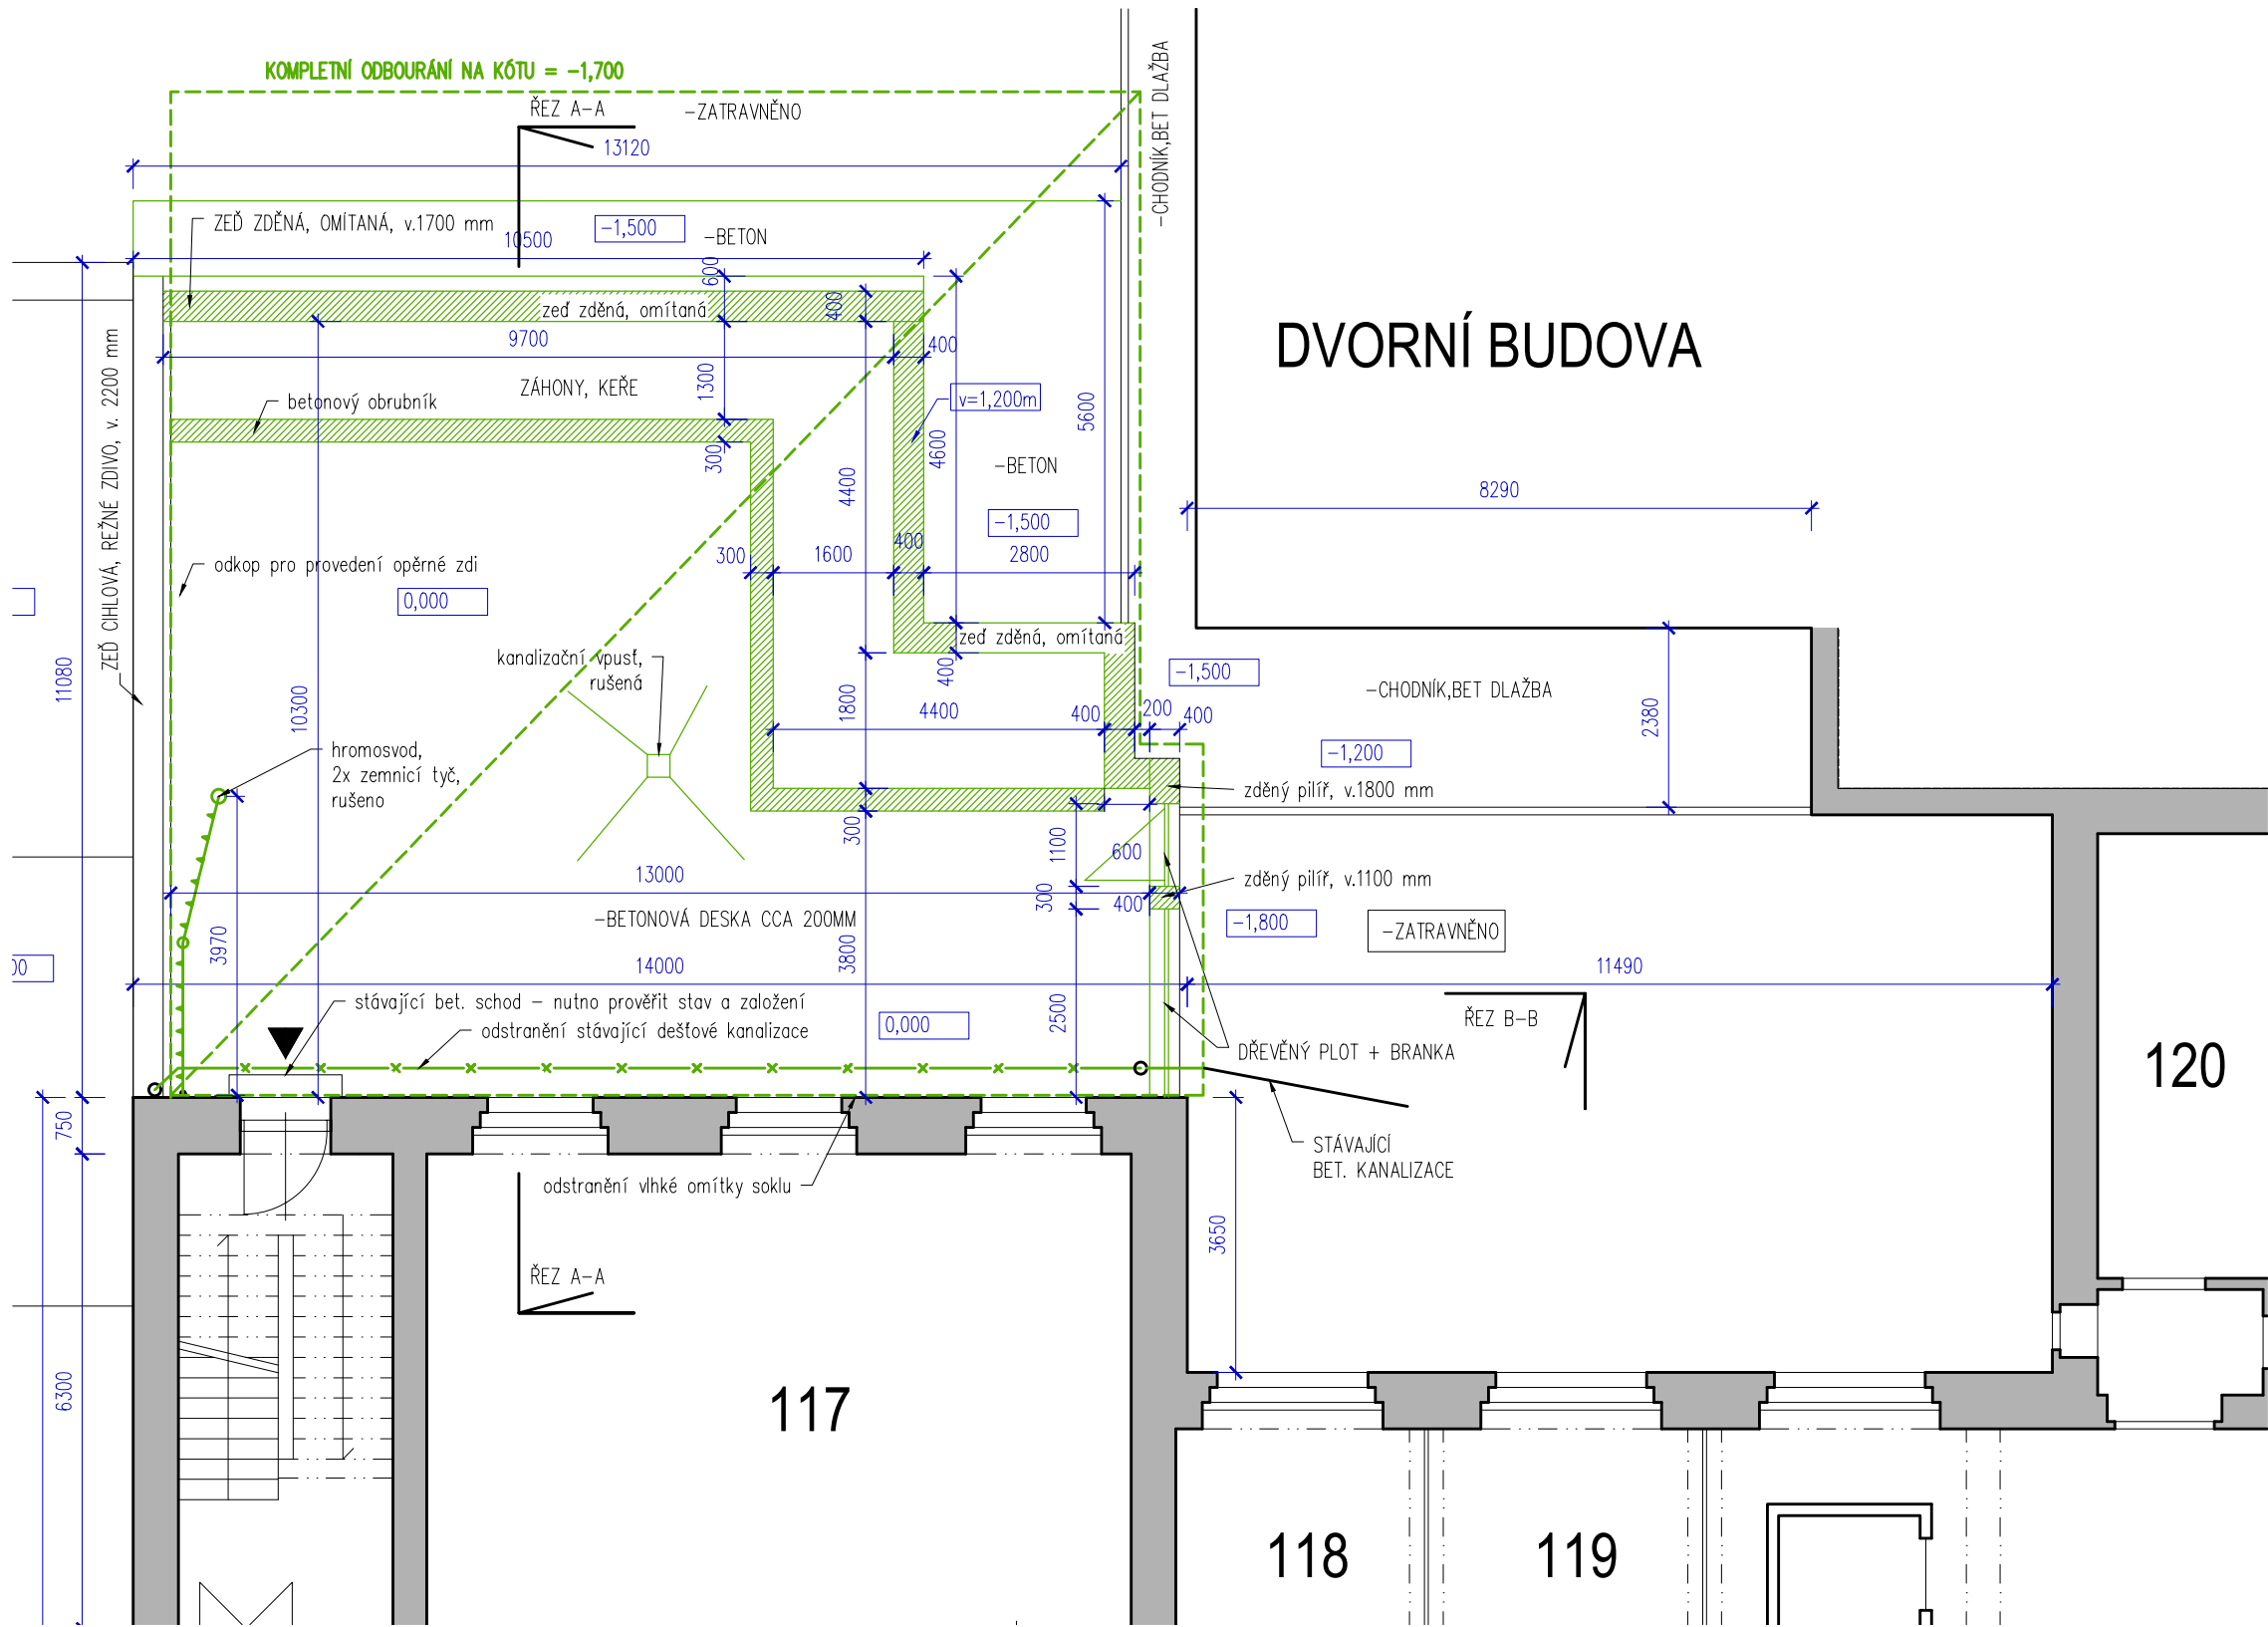 KOMPLETNÍ ODBOURÁNÍ NA KÓTU = -1,700
ŘEZ A-A
-ZATRAVNĚNO
13120
-CHODNÍK,BET DLAŽBA
ZEĎ ZDĚNÁ, OMÍTANÁ, v.1700 mm
-1,500
-BETON
10500
600
400
zeď zděná, omítaná
9700
400
DVORNÍ BUDOVA
ZEĎ CIHLOVÁ, REŽNÉ ZDIVO, v. 2200 mm
ZÁHONY, KEŘE
1300
v=1,200m
betonový obrubník
5600
300
4600
4400
-BETON
8290
-1,500
odkop pro provedení opěrné zdi
300
1600
400
2800
0,000
zeď zděná, omítaná
kanalizační vpusť,
rušená
400
-1,500
-CHODNÍK,BET DLAŽBA
11080
10300
1800
4400
400
200
400
2380
-1,200
hromosvod,
2x zemnicí tyč,
rušeno
zděný pilíř, v.1800 mm
300
1100
600
13000
zděný pilíř, v.1100 mm
300
400
-BETONOVÁ DESKA CCA 200MM
-1,800
-ZATRAVNĚNO
3970
3800
14000
11490
00
stávající bet. schod – nutno prověřit stav a založení
odstranění stávající dešťové kanalizace
0,000
2500
ŘEZ B-B
DŘEVĚNÝ PLOT + BRANKA
120
750
STÁVAJÍCÍ
BET. KANALIZACE
odstranění vlhké omítky soklu
3650
ŘEZ A-A
6300
117
118
119